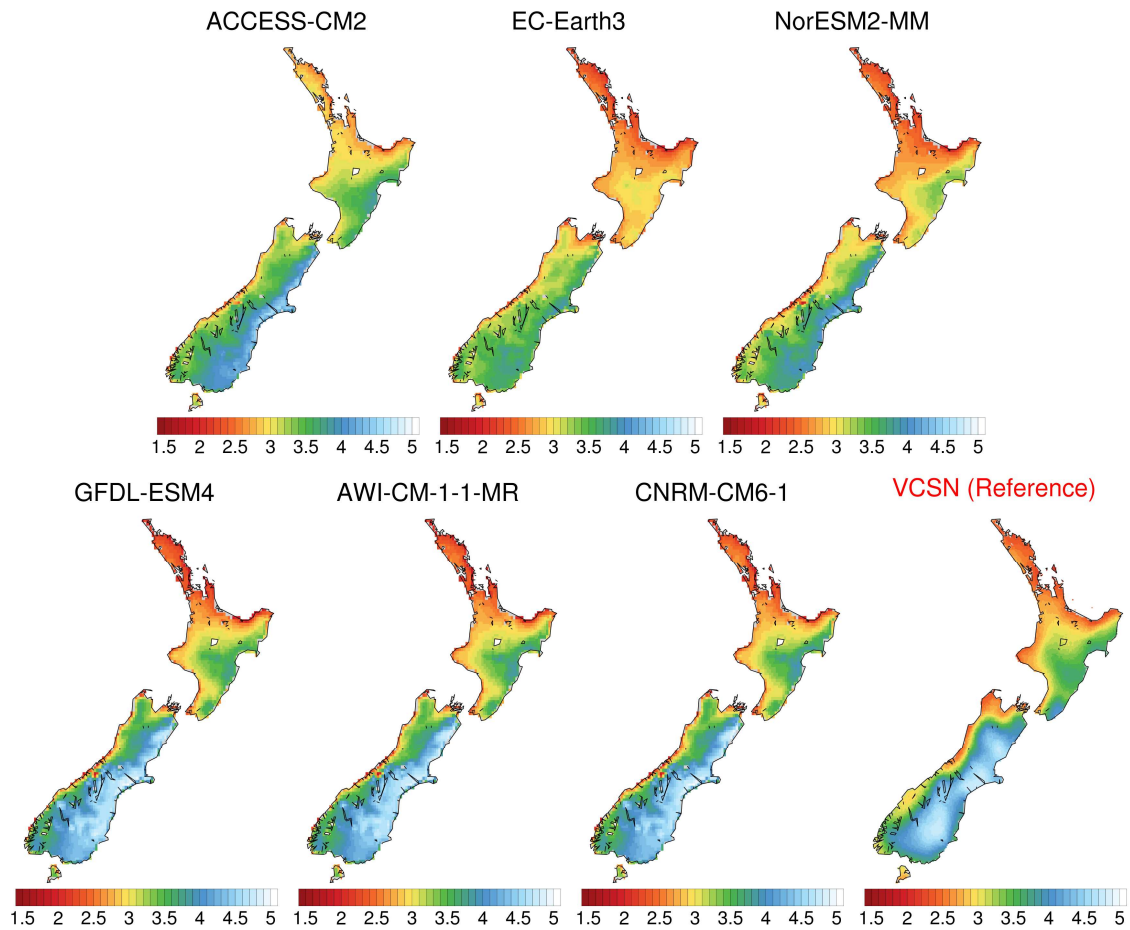 ACCESS-CM2 EC-Earth3 NorESM2-MM
1.5 2 2.5 3 3.5 4 4.5 5 1.5 2 2.5 3 3.5 4 4.5 5 1.5 2 2.5 3 3.5 4 4.5 5
GFDL-ESM4 AWI-CM-1-1-MR CNRM-CM6-1 VCSN (Reference)
1.5 2 2.5 3 3.5 4 4.5 5 1.5 2 2.5 3 3.5 4 4.5 5 1.5 2 2.5 3 3.5 4 4.5 5 1.5 2 2.5 3 3.5 4 4.5 5